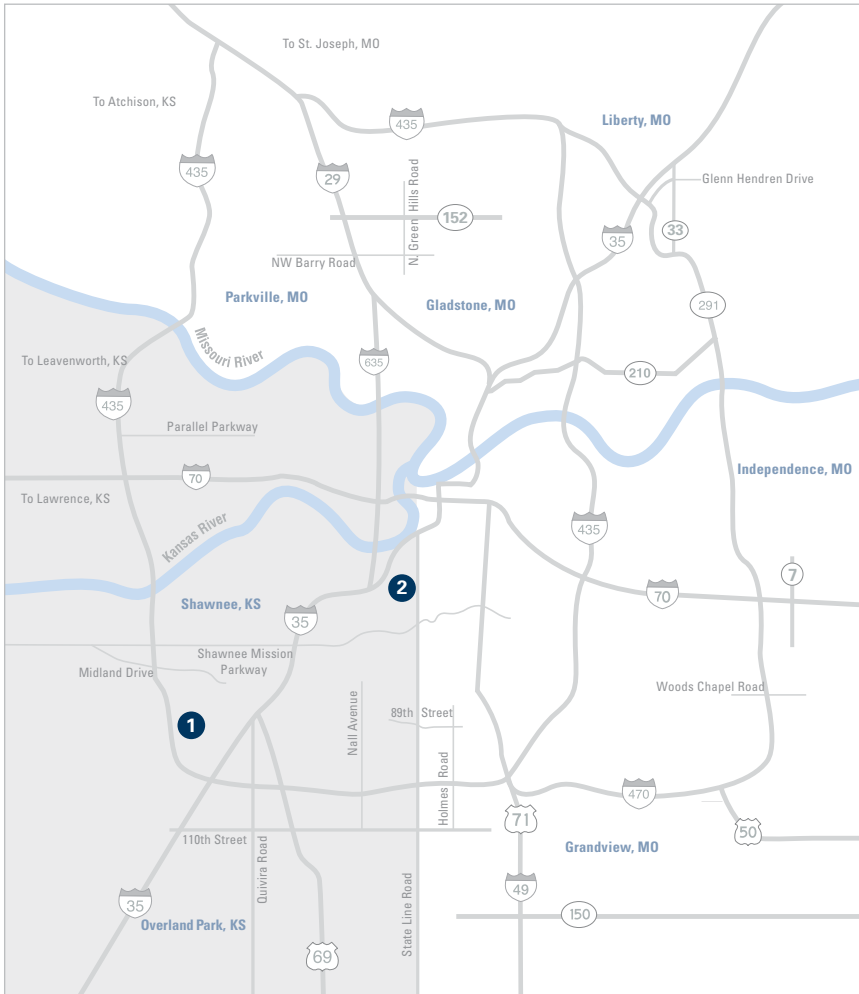 To St. Joseph, MO
To Atchison, KS
435
Liberty, MO
435
29
N. Green Hills Road
Glenn Hendren Drive
152
33
35
NW Barry Road
Parkville, MO
Gladstone, MO
291
Missouri River
To Leavenworth, KS
635
210
435
Parallel Parkway
70
Independence, MO
To Lawrence, KS
Kansas River
435
7
2
70
Shawnee, KS
35
Shawnee Mission
Parkway
Midland Drive
Woods Chapel Road
1
Nall Avenue
89th Street
Holmes Road
470
71
50
110th Street
Quivira Road
Grandview, MO
49
35
State Line Road
150
Overland Park, KS
69